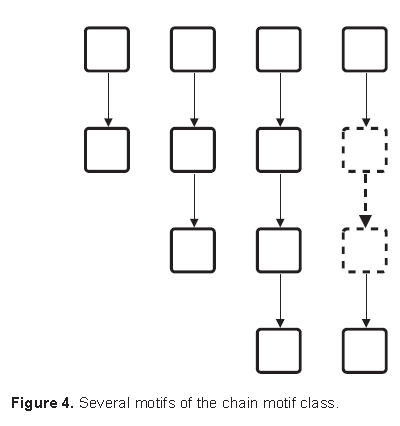 Figure 4. Several motifs of the chain motif class.